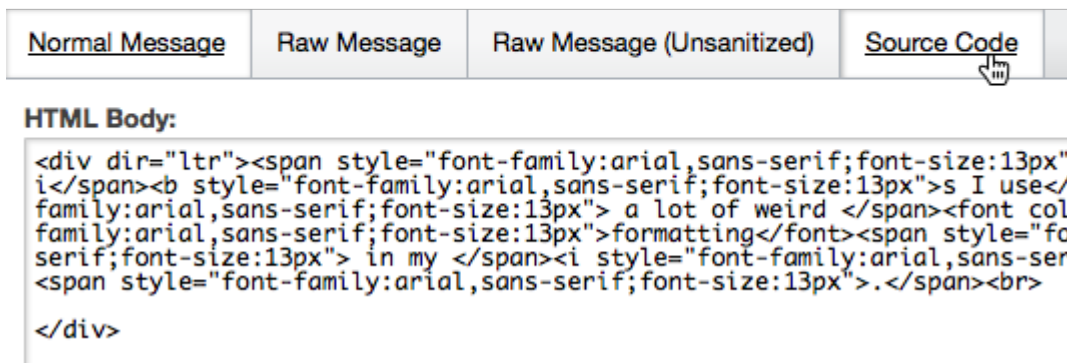 Normal Message Raw Message Raw Message (Unsanitized) Source Code
HTML Body:
<div dir="ltr"><span style="font-family:arial,sans-serif;font-size:13px"
i</span><b style="font-family:arial,sans-serif;font-size:13px">s I use</
family:arial,sans-serif;font-size:13px"> a lot of weird </span><font col
family:arial,sans-serif;font-size:13px">formatting</font><span style="fo
serif;font-size:13px"> in my </span><i style="font-family:arial,sans-ser
<span style="font-family:arial,sans-serif;font-size:13px">.</span><br>
</div>